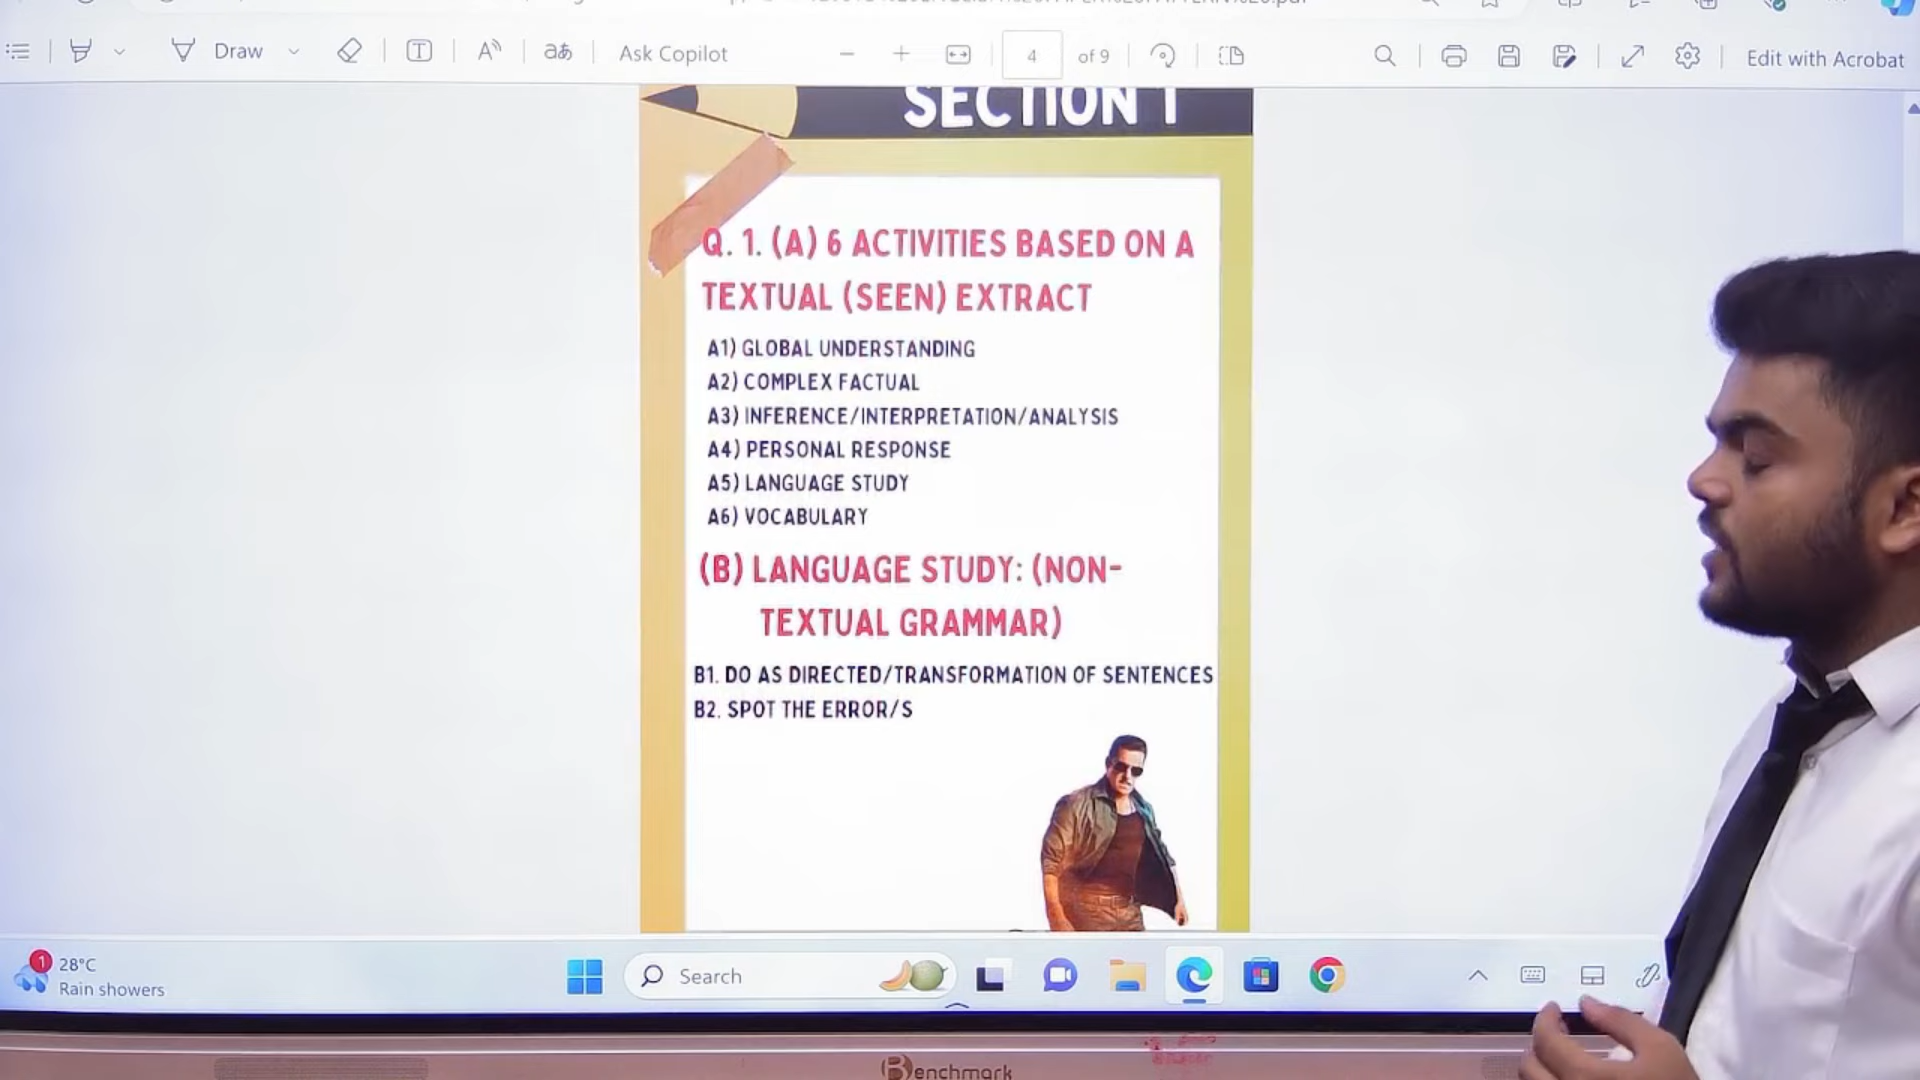 Draw
Ask Copilot
4
of 9
Edit with Acrobat
SECTION 1
Q. 1. (A) 6 ACTIVITIES BASED ON A
TEXTUAL (SEEN) EXTRACT
A1) GLOBAL UNDERSTANDING
A2) COMPLEX FACTUAL
A3) INFERENCE/INTERPRETATION/ANALYSIS
A4) PERSONAL RESPONSE
A5) LANGUAGE STUDY
A6) VOCABULARY
(B) LANGUAGE STUDY: (NON-
TEXTUAL GRAMMAR)
B1. DO AS DIRECTED/TRANSFORMATION OF SENTENCES
B2. SPOT THE ERROR/S
1
28°C
Rain showers
Search
Benchmark